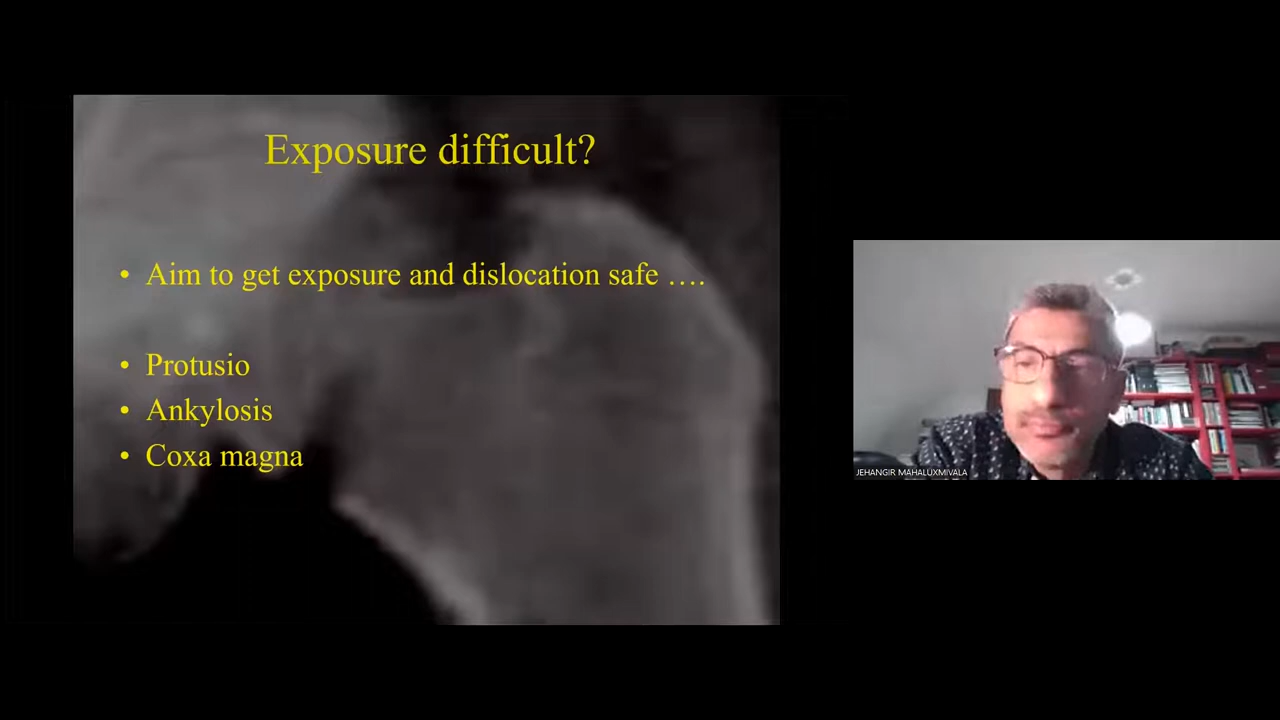 Exposure difficult?
• Aim to get exposure and dislocation safe ….
• Protusio
• Ankylosis
• Coxa magna
JEHANGIR MAHALUXMIVALA